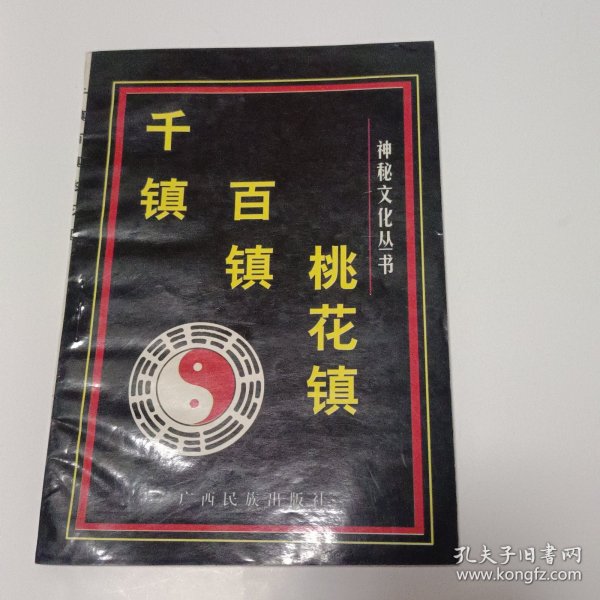 千镇
百镇
桃花镇
神秘文化丛书
广西民族出版社
孔夫子旧书网
www.kongfz.com